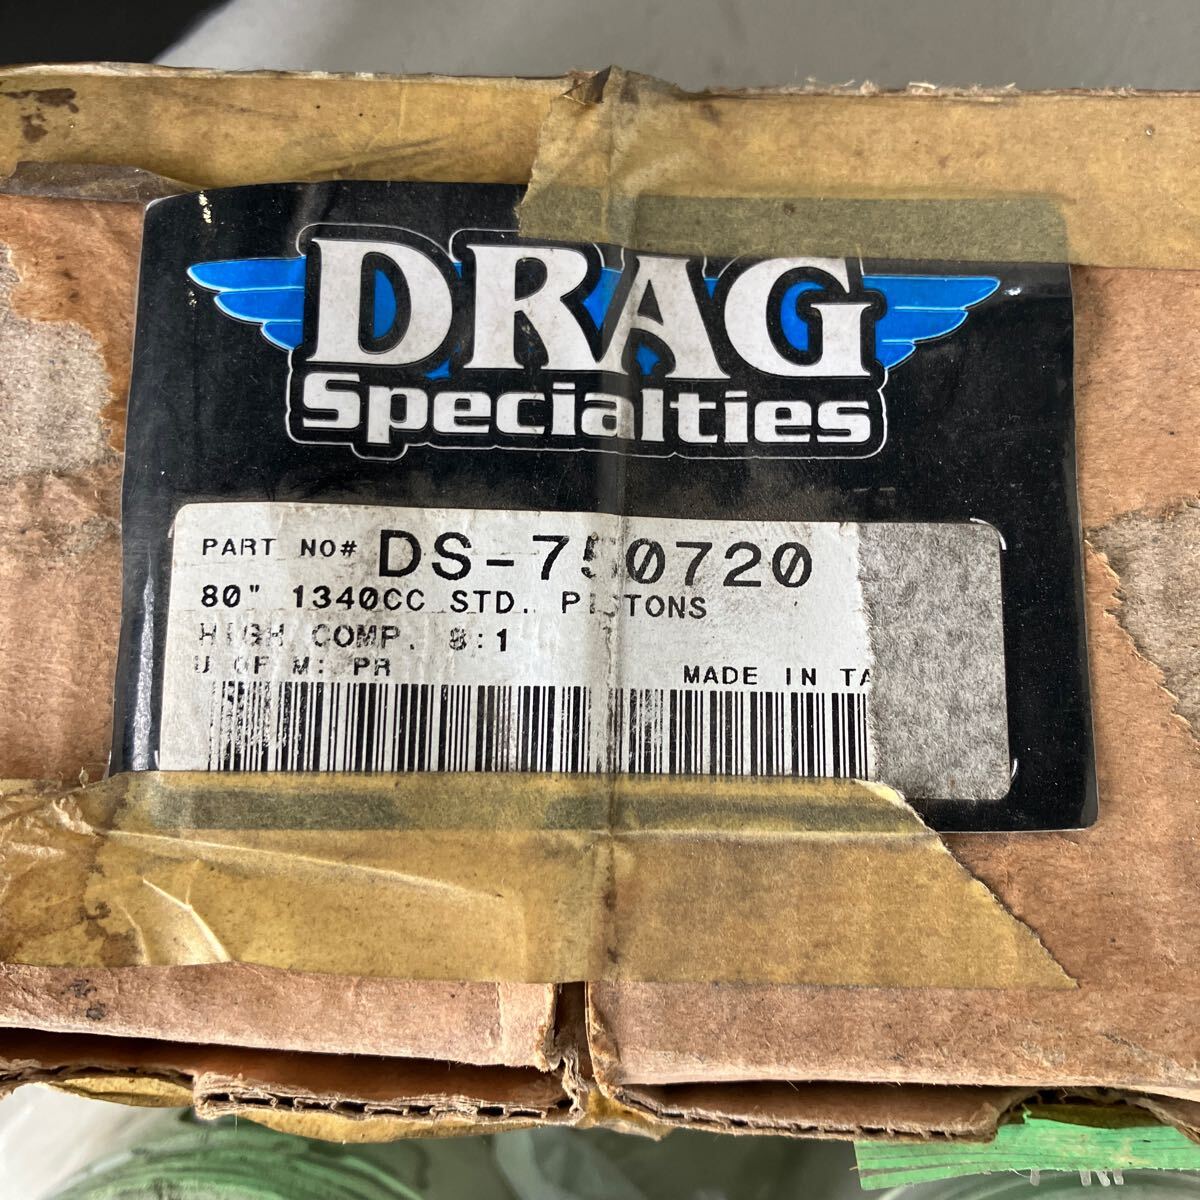 DRAG
Specialties
PART NO# DS-750720
80" 1340CC STD. PISTONS
HIGH COMP. 8:1
U OF M: PR
MADE IN TA